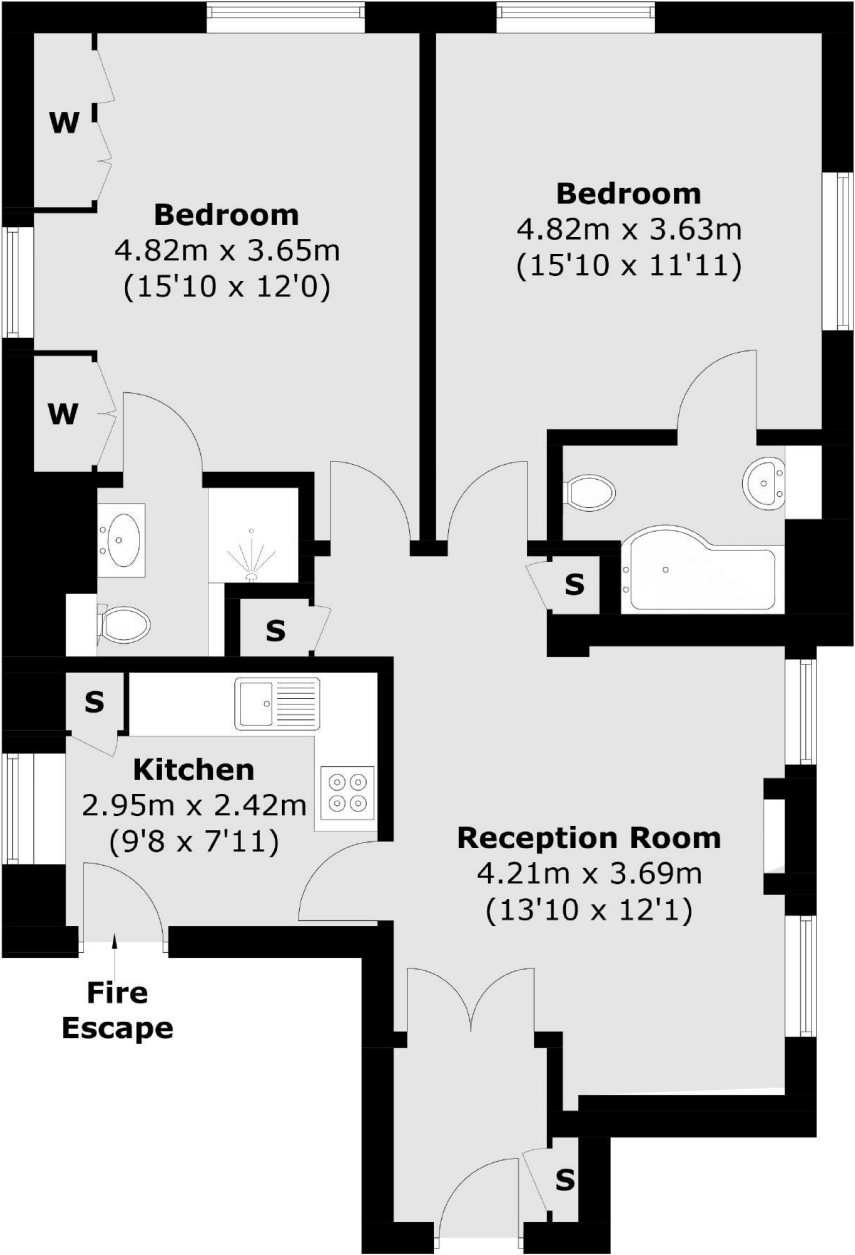 W
Bedroom
4.82m x 3.65m
(15'10 x 12'0)
Bedroom
4.82m x 3.63m
(15'10 x 11'11)
W
S
S
S
Kitchen
2.95m x 2.42m
(9'8 x 7'11)
Reception Room
4.21m x 3.69m
(13'10 x 12'1)
Fire
Escape
S